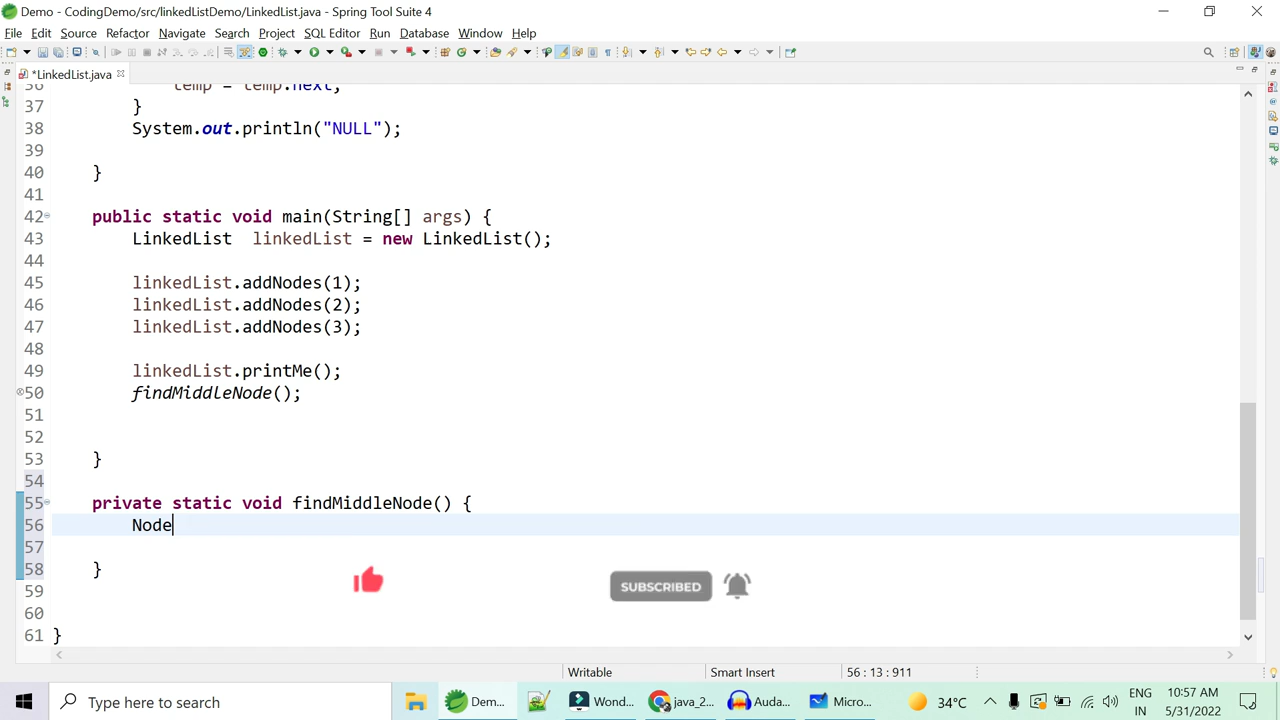 Demo - CodingDemo/src/linkedListDemo/LinkedList.java - Spring Tool Suite 4
File Edit Source Refactor Navigate Search Project SQL Editor Run Database Window Help
*LinkedList.java
36 temp = temp.next;
37 }
38 System.out.println("NULL");
39
40 }
41
42 public static void main(String[] args) {
43 LinkedList linkedList = new LinkedList();
44
45 linkedList.addNodes(1);
46 linkedList.addNodes(2);
47 linkedList.addNodes(3);
48
49 linkedList.printMe();
50 findMiddleNode();
51
52
53 }
54
55 private static void findMiddleNode() {
56 Node
57
58 }
59
60
61 }
SUBSCRIBED
Writable Smart Insert 56 : 13 : 911
Type here to search Dem... Wond... java_2... Auda... Micro... 34°C ENG IN 10:57 AM 5/31/2022